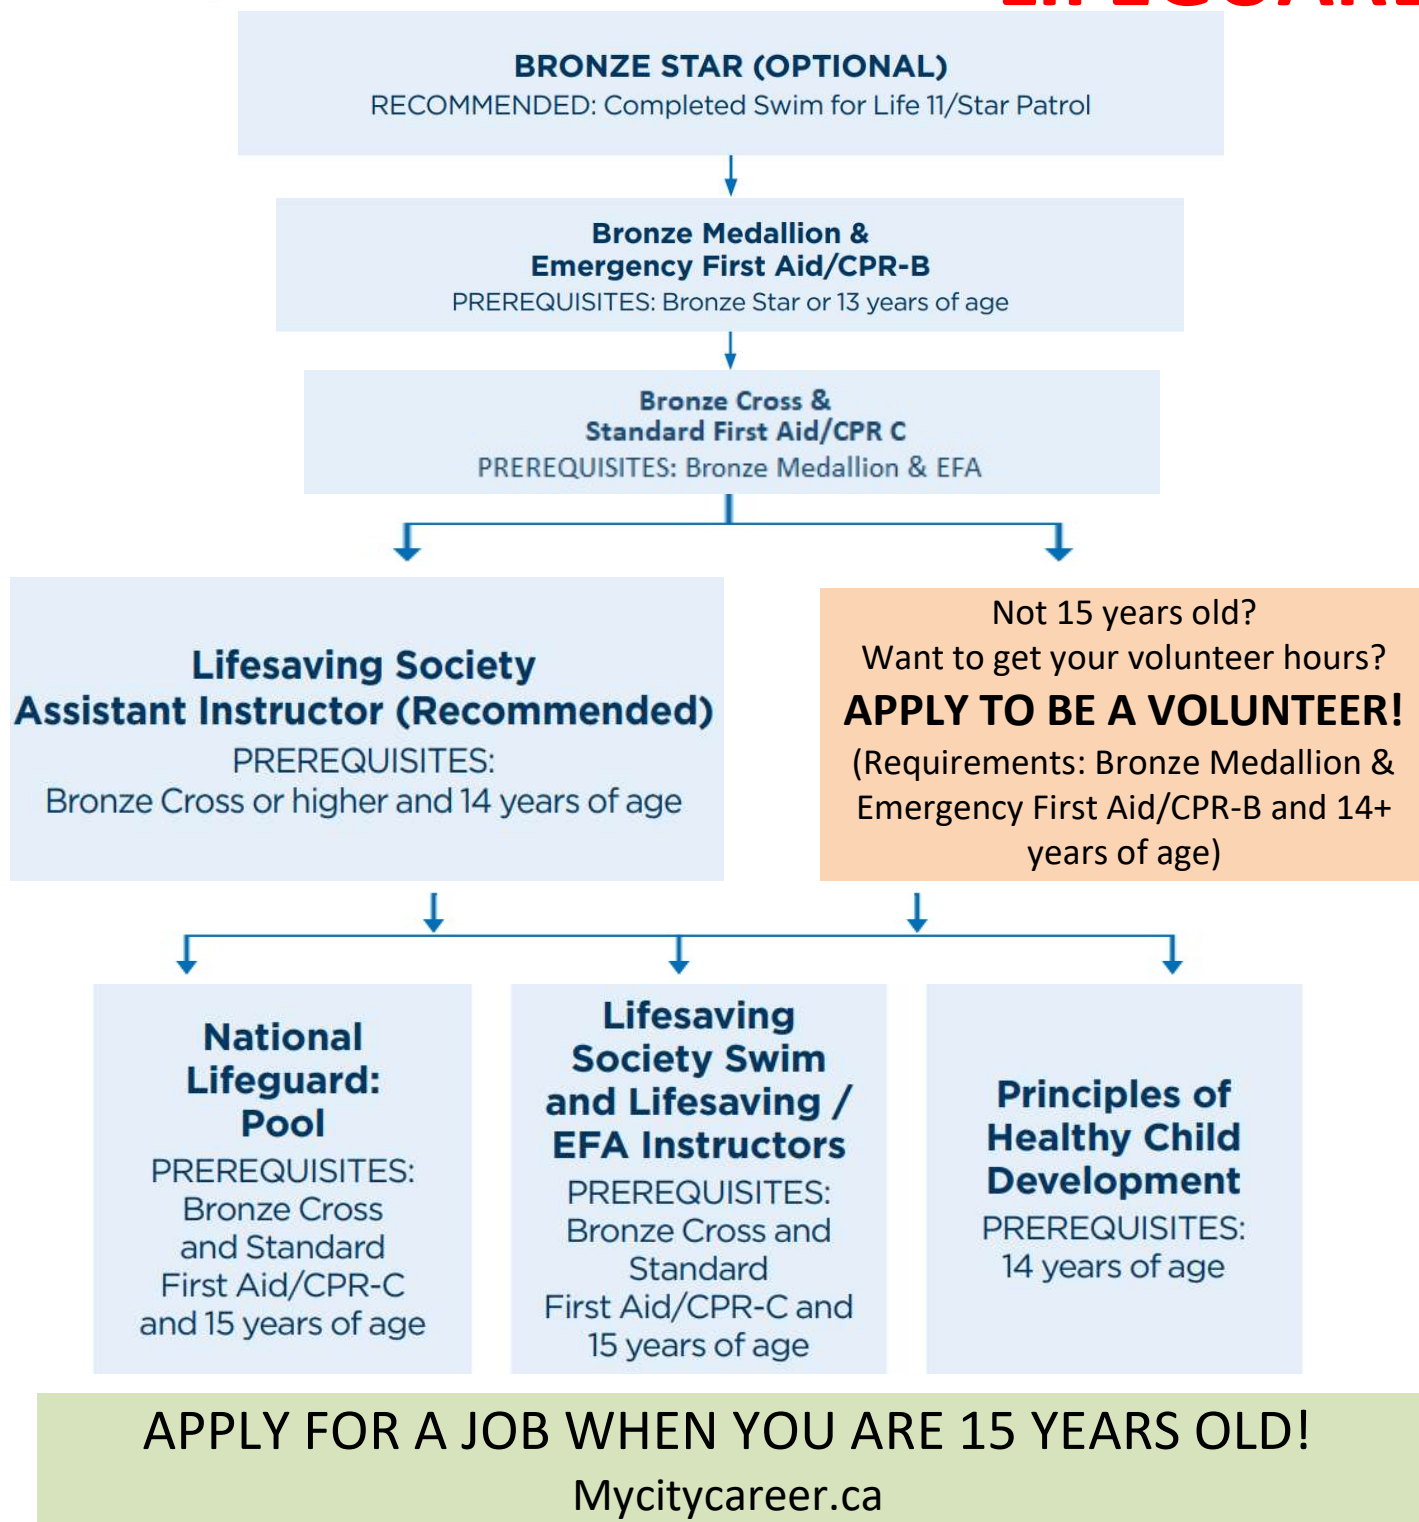 BRONZE STAR (OPTIONAL)
RECOMMENDED: Completed Swim for Life 11/Star Patrol
Bronze Medallion &
Emergency First Aid/CPR-B
PREREQUISITES: Bronze Star or 13 years of age
Bronze Cross &
Standard First Aid/CPR C
PREREQUISITES: Bronze Medallion & EFA
Lifesaving Society
Assistant Instructor (Recommended)
PREREQUISITES:
Bronze Cross or higher and 14 years of age
Not 15 years old?
Want to get your volunteer hours?
APPLY TO BE A VOLUNTEER!
(Requirements: Bronze Medallion &
Emergency First Aid/CPR-B and 14+
years of age)
National
Lifeguard:
Pool
PREREQUISITES:
Bronze Cross
and Standard
First Aid/CPR-C
and 15 years of age
Lifesaving
Society Swim
and Lifesaving /
EFA Instructors
PREREQUISITES:
Bronze Cross and
Standard
First Aid/CPR-C and
15 years of age
Principles of
Healthy Child
Development
PREREQUISITES:
14 years of age
APPLY FOR A JOB WHEN YOU ARE 15 YEARS OLD!
Mycitycareer.ca